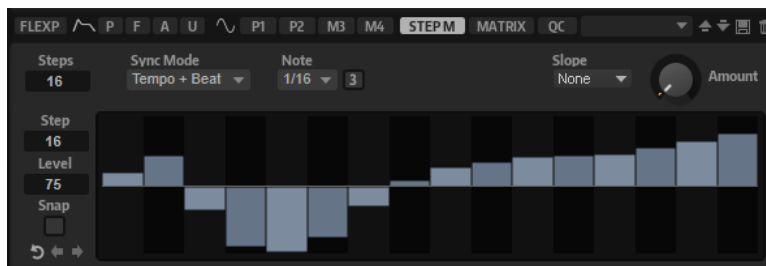 FLEXP P F A U P1 P2 M3 M4 STEP M MATRIX QC
Steps Sync Mode Note Slope
16 Tempo + Beat 1/16 3 None Amount
Step
16
Level
75
Snap